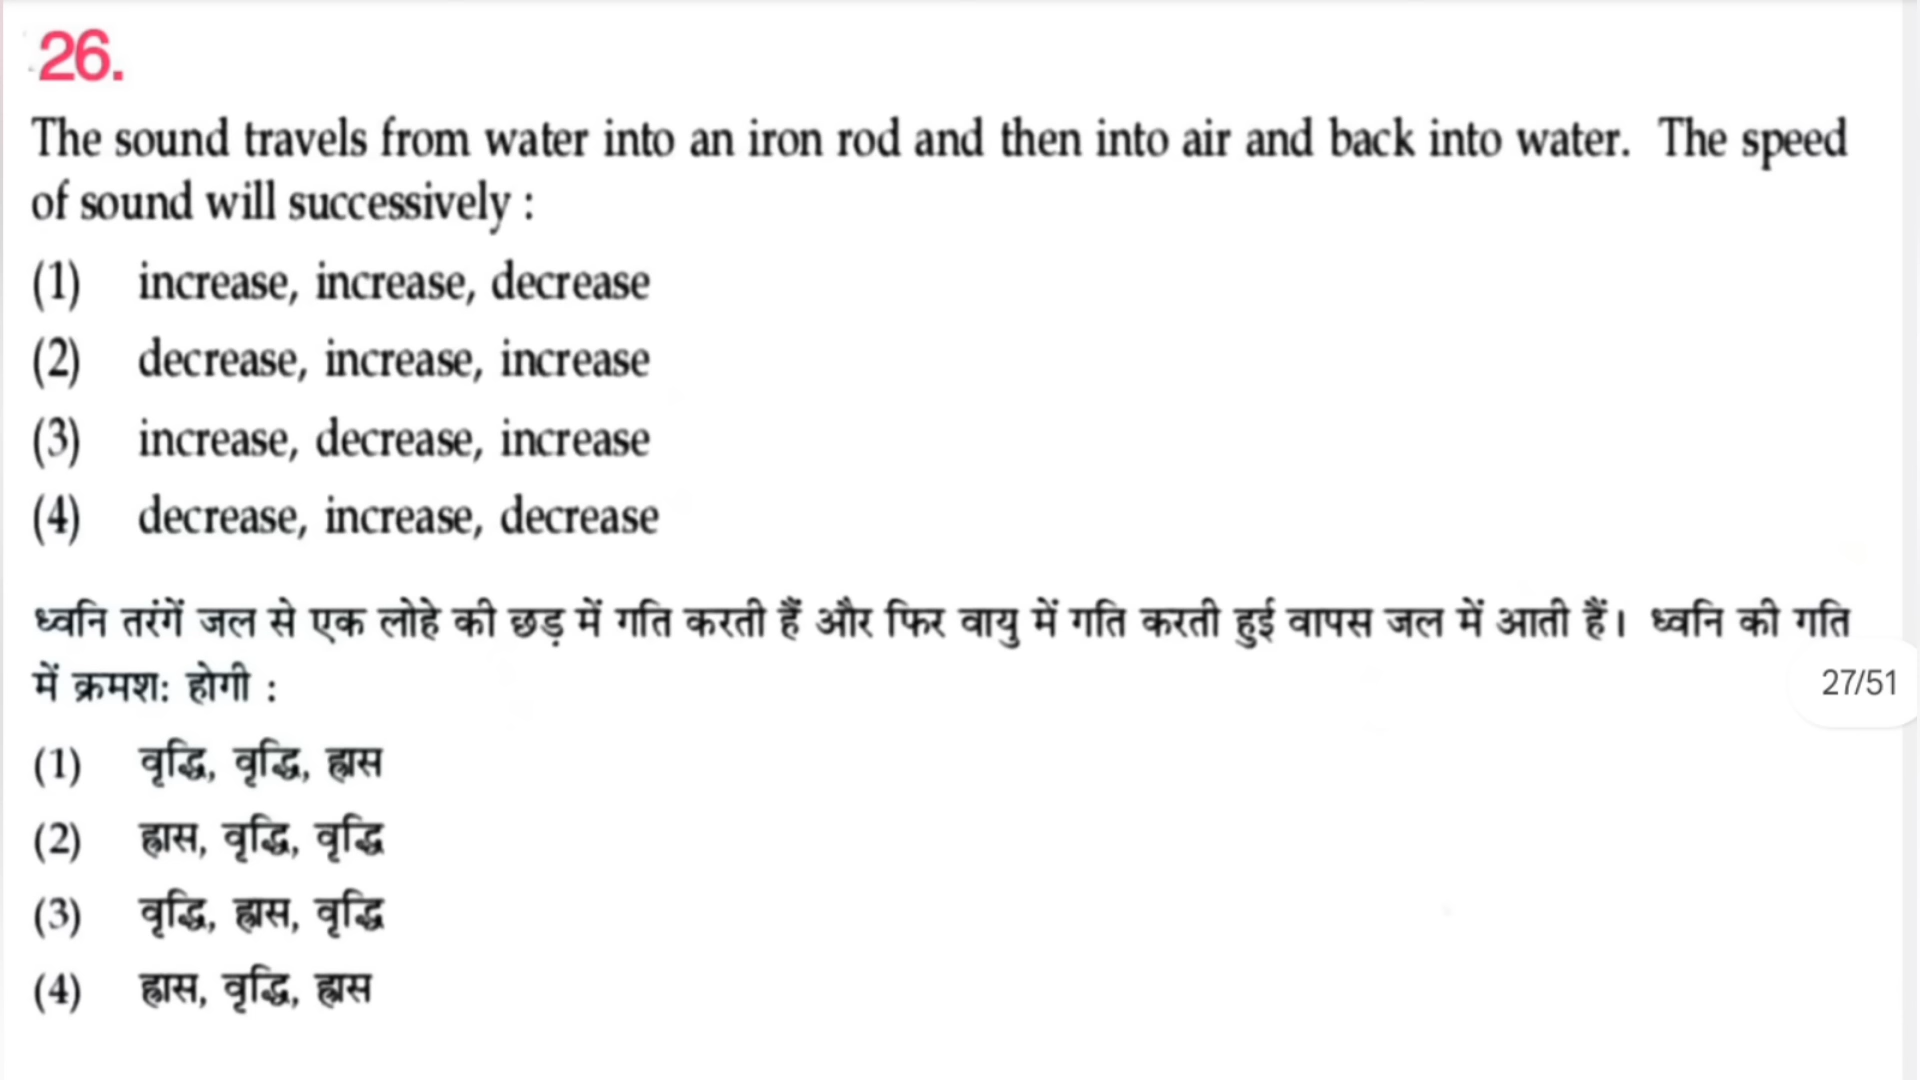 26.
The sound travels from water into an iron rod and then into air and back into water. The speed
of sound will successively :
(1) increase, increase, decrease
(2) decrease, increase, increase
(3) increase, decrease, increase
(4) decrease, increase, decrease
ध्वनि तरंगें जल से एक लोहे की छड़ में गति करती हैं और फिर वायु में गति करती हुई वापस जल में आती हैं। ध्वनि की गति
में क्रमश: होगी :
27/51
(1) वृद्धि, वृद्धि, ह्रास
(2) ह्रास, वृद्धि, वृद्धि
(3) वृद्धि, ह्रास, वृद्धि
(4) ह्रास, वृद्धि, ह्रास